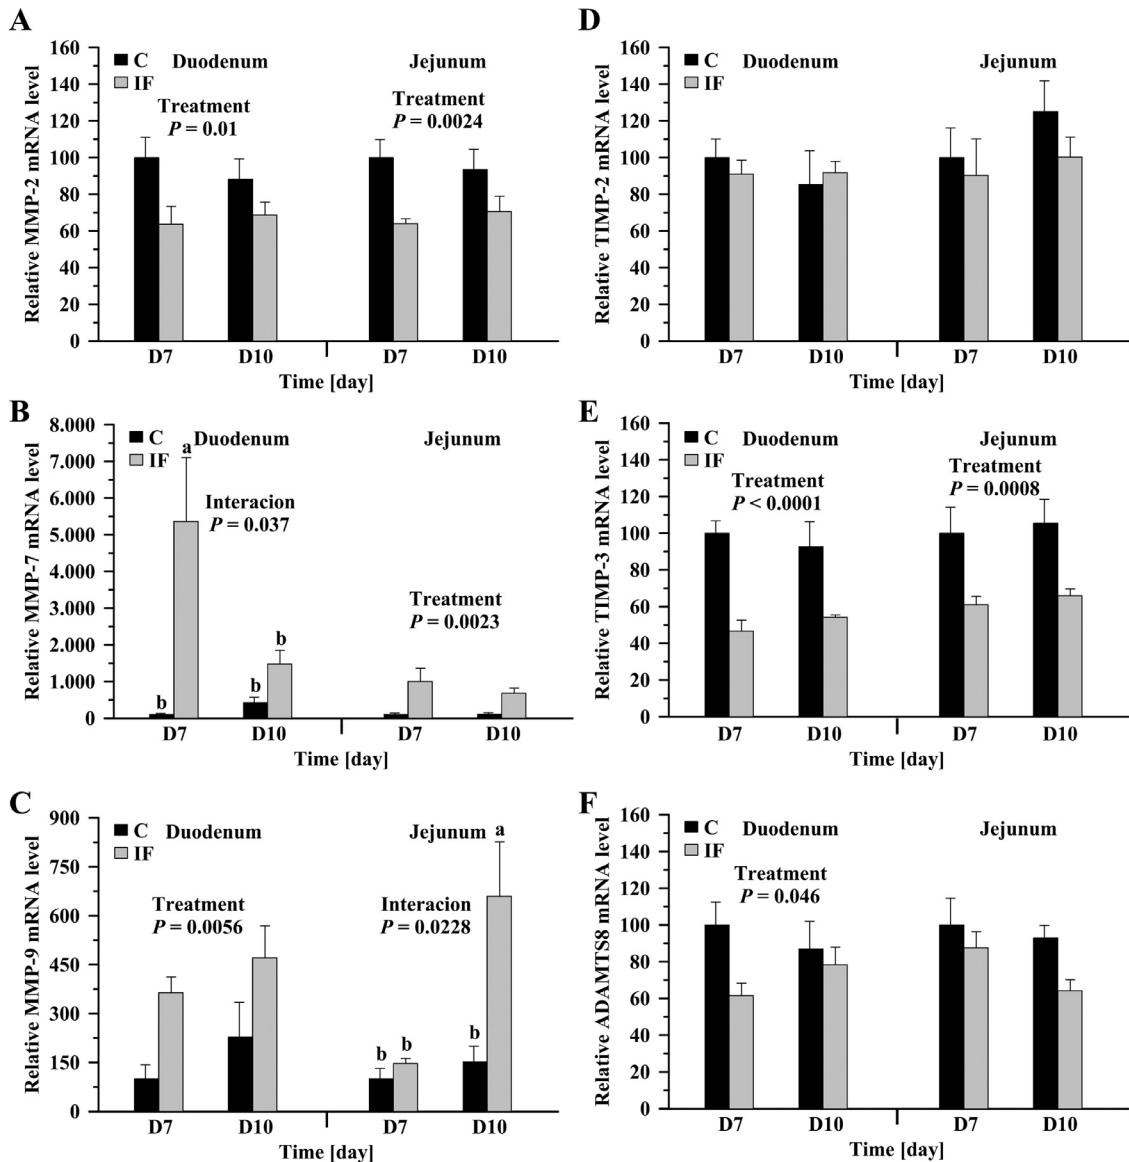 A
160
140
120
100
80
60
40
20
0
Relative MMP-2 mRNA level
C
IF
Duodenum
Jejunum
Treatment
P = 0.01
Treatment
P = 0.0024
D7
D10
D7
D10
Time [day]
D
160
140
120
100
80
60
40
20
0
Relative TIMP-2 mRNA level
C
IF
Duodenum
Jejunum
D7
D10
D7
D10
Time [day]
B
8.000
7.000
6.000
5.000
4.000
3.000
2.000
1.000
0
Relative MMP-7 mRNA level
C
IF
Duodenum
Jejunum
a
Interacion
P = 0.037
Treatment
P = 0.0023
b
b
b
D7
D10
D7
D10
Time [day]
E
160
140
120
100
80
60
40
20
0
Relative TIMP-3 mRNA level
C
IF
Duodenum
Jejunum
Treatment
P < 0.0001
Treatment
P = 0.0008
D7
D10
D7
D10
Time [day]
C
900
750
600
450
300
150
0
Relative MMP-9 mRNA level
C
IF
Duodenum
Jejunum
a
Treatment
P = 0.0056
Interacion
P = 0.0228
b
b
b
D7
D10
D7
D10
Time [day]
F
160
140
120
100
80
60
40
20
0
Relative ADAMTS8 mRNA level
C
IF
Duodenum
Jejunum
Treatment
P = 0.046
D7
D10
D7
D10
Time [day]